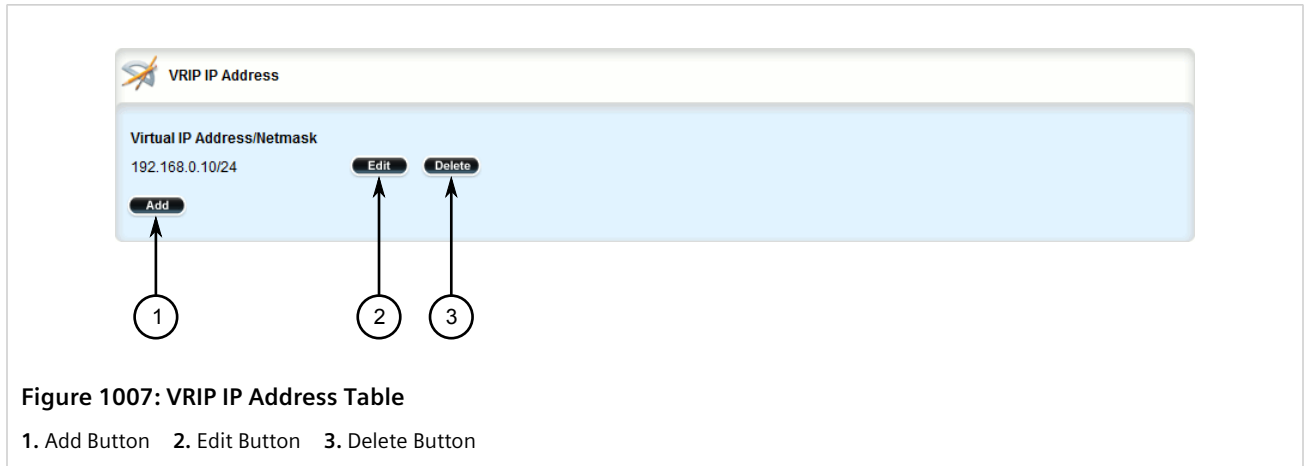 VRIP IP Address
Virtual IP Address/Netmask
192.168.0.10/24 Edit Delete
Add
1 2 3
Figure 1007: VRIP IP Address Table
1. Add Button 2. Edit Button 3. Delete Button